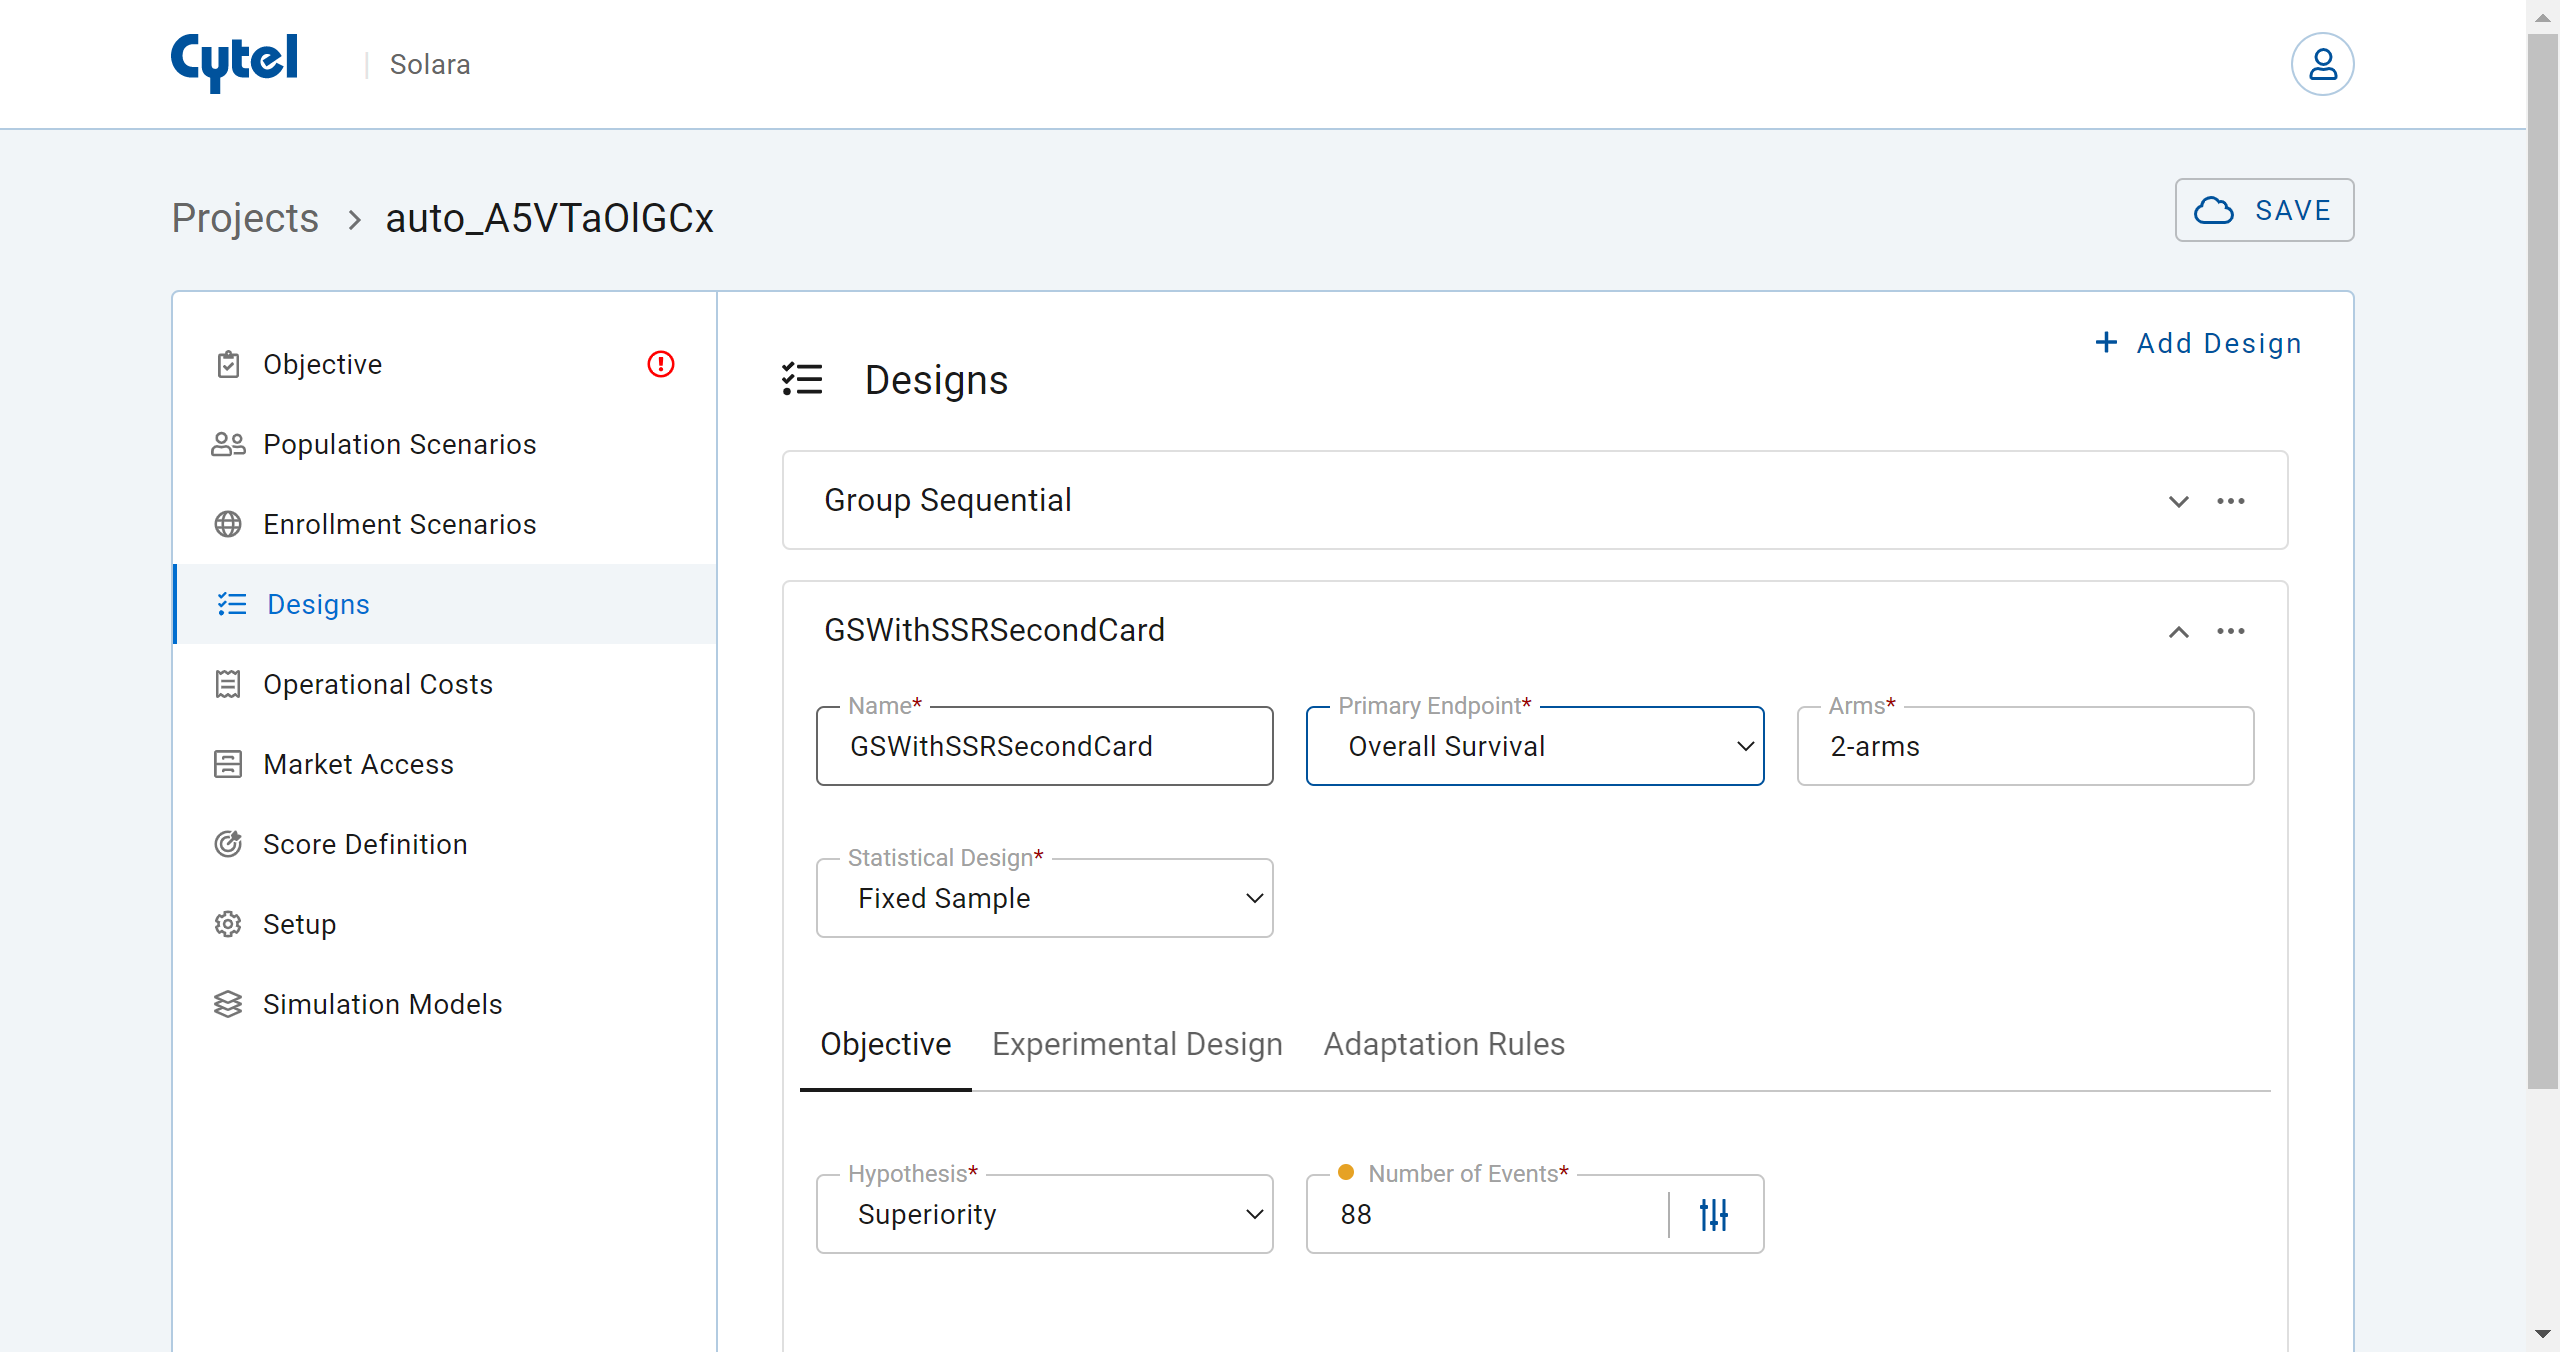 Cytel
Solara
Projects > auto_A5VTaOlGCx
SAVE
Objective
Population Scenarios
Enrollment Scenarios
Designs
Operational Costs
Market Access
Score Definition
Setup
Simulation Models
+ Add Design
Designs
Group Sequential
GSWithSSRSecondCard
Name*
GSWithSSRSecondCard
Primary Endpoint*
Overall Survival
Arms*
2-arms
Statistical Design*
Fixed Sample
Objective
Experimental Design
Adaptation Rules
Hypothesis*
Superiority
Number of Events*
88